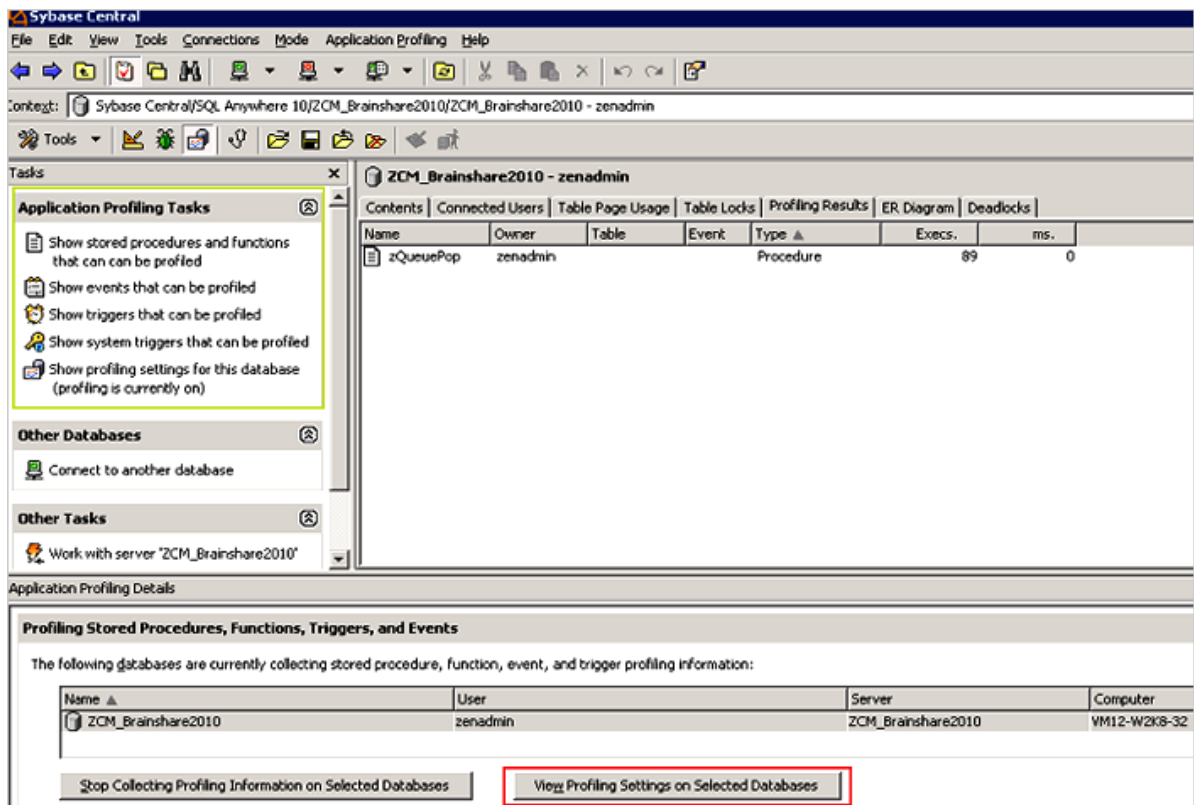 Sybase Central
File Edit View Tools Connections Mode Application Profiling Help
Context: Sybase Central/SQL Anywhere 10/ZCM_Brainshare2010/ZCM_Brainshare2010 - zenadmin
Tools
Tasks x
Application Profiling Tasks
Show stored procedures and functions
that can can be profiled
Show events that can be profiled
Show triggers that can be profiled
Show system triggers that can be profiled
Show profiling settings for this database
(profiling is currently on)
Other Databases
Connect to another database
Other Tasks
Work with server "ZCM_Brainshare2010"
ZCM_Brainshare2010 - zenadmin
Contents Connected Users Table Page Usage Table Locks Profiling Results ER Diagram Deadlocks
Name Owner Table Event Type Execs. ms.
zQueuePop zenadmin Procedure 89 0
Application Profiling Details
Profiling Stored Procedures, Functions, Triggers, and Events
The following databases are currently collecting stored procedure, function, event, and trigger profiling information:
Name User Server Computer
ZCM_Brainshare2010 zenadmin ZCM_Brainshare2010 VM12-W2K8-32
Stop Collecting Profiling Information on Selected Databases View Profiling Settings on Selected Databases